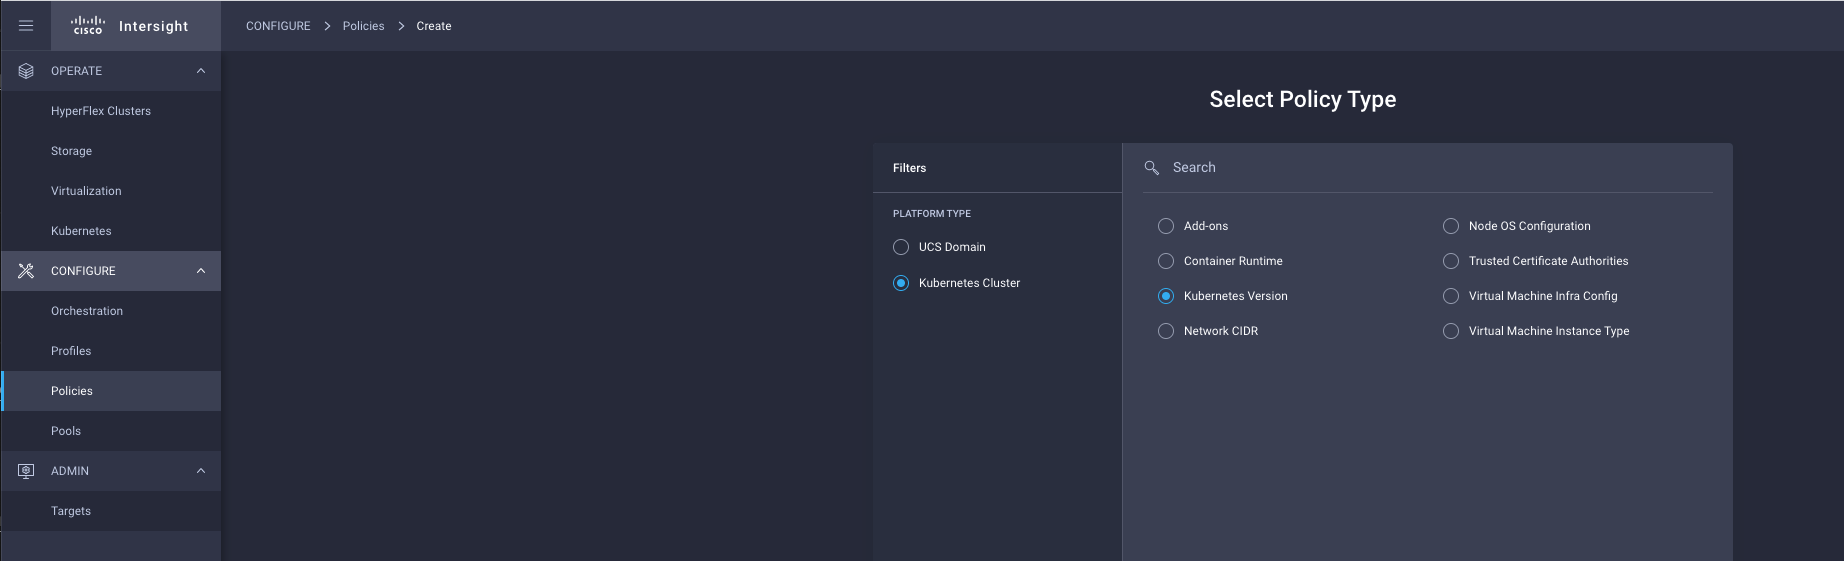 CISCO Intersight
CONFIGURE > Policies > Create
OPERATE
HyperFlex Clusters
Storage
Virtualization
Kubernetes
CONFIGURE
Orchestration
Profiles
Policies
Pools
ADMIN
Targets
Select Policy Type
Filters
PLATFORM TYPE
UCS Domain
Kubernetes Cluster
Search
Add-ons
Container Runtime
Kubernetes Version
Network CIDR
Node OS Configuration
Trusted Certificate Authorities
Virtual Machine Infra Config
Virtual Machine Instance Type